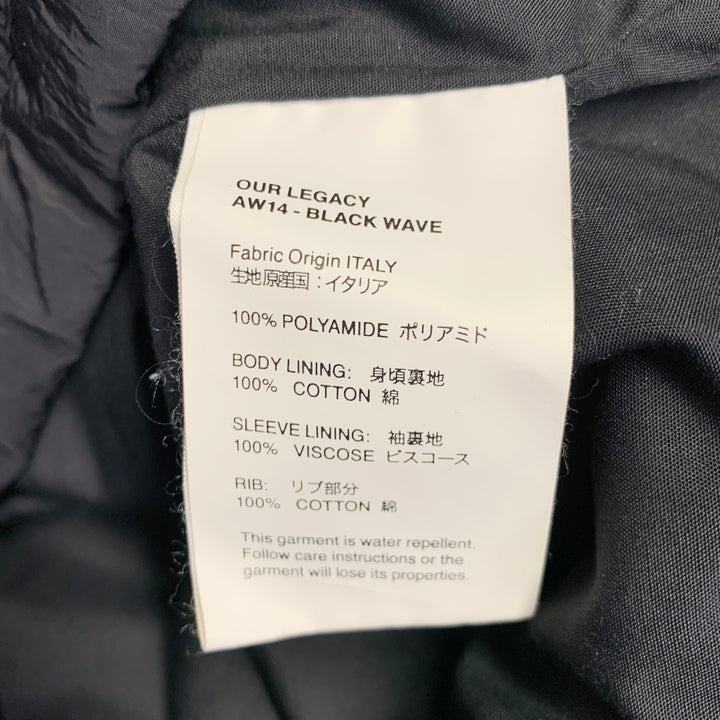 OUR LEGACY
AW14 - BLACK WAVE
Fabric Origin ITALY
生地原産国：イタリア
100% POLYAMIDE ポリアミド
BODY LINING: 身頃裏地
100% COTTON 綿
SLEEVE LINING: 袖裏地
100% VISCOSE ビスコース
RIB: リブ部分
100% COTTON 綿
This garment is water repellent.
Follow care instructions or the
garment will lose its properties.